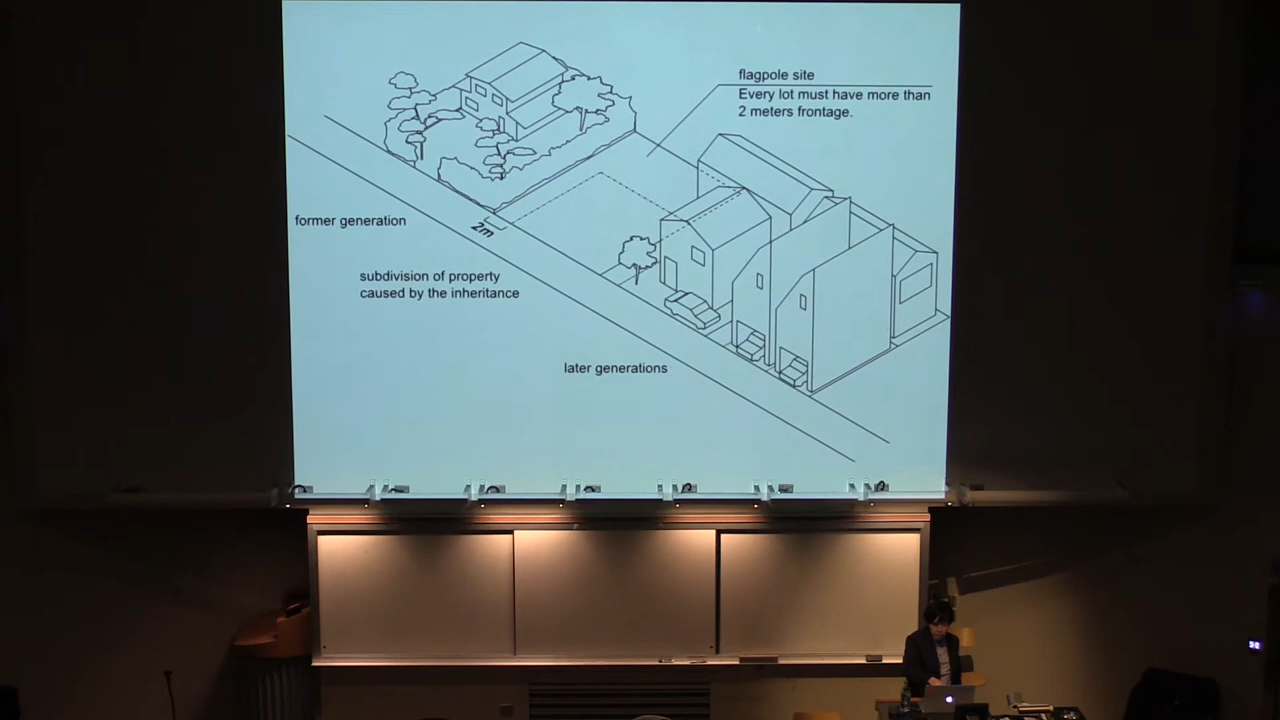 flagpole site
Every lot must have more than
2 meters frontage.
former generation
2m
subdivision of property
caused by the inheritance
later generations